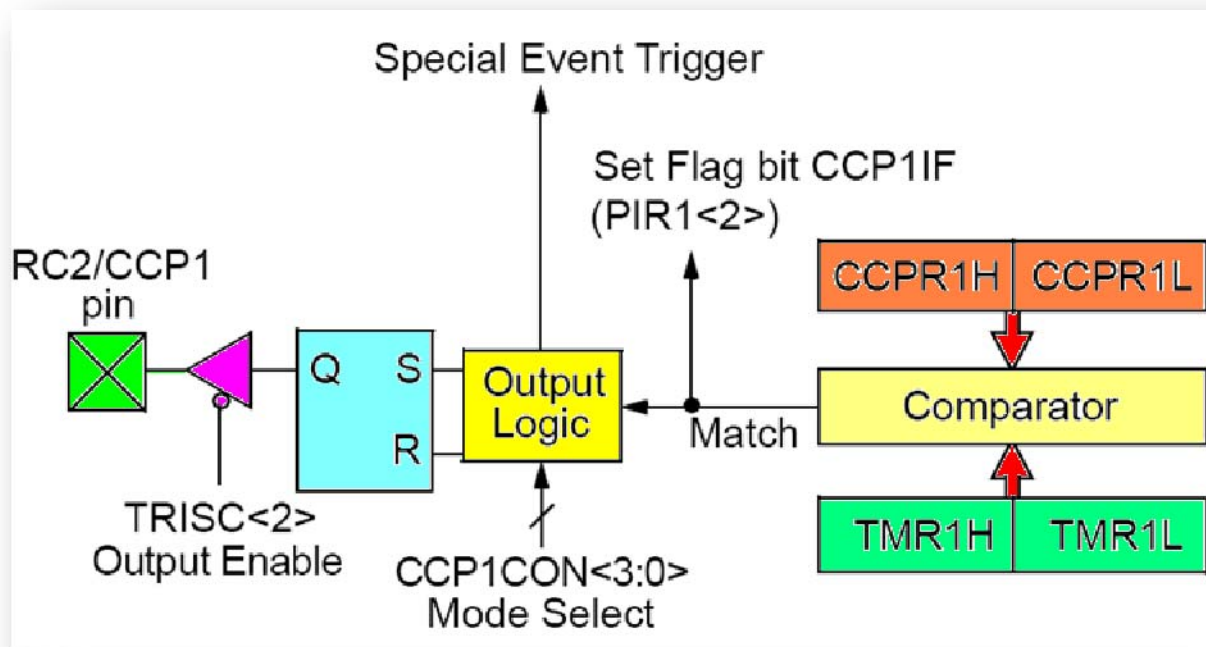 Special Event Trigger
Set Flag bit CCP1IF
(PIR1<2>)
RC2/CCP1
pin
CCPR1H CCPR1L
Q S
R
Output
Logic
Match
Comparator
TRISC<2>
Output Enable
CCP1CON<3:0>
Mode Select
TMR1H TMR1L